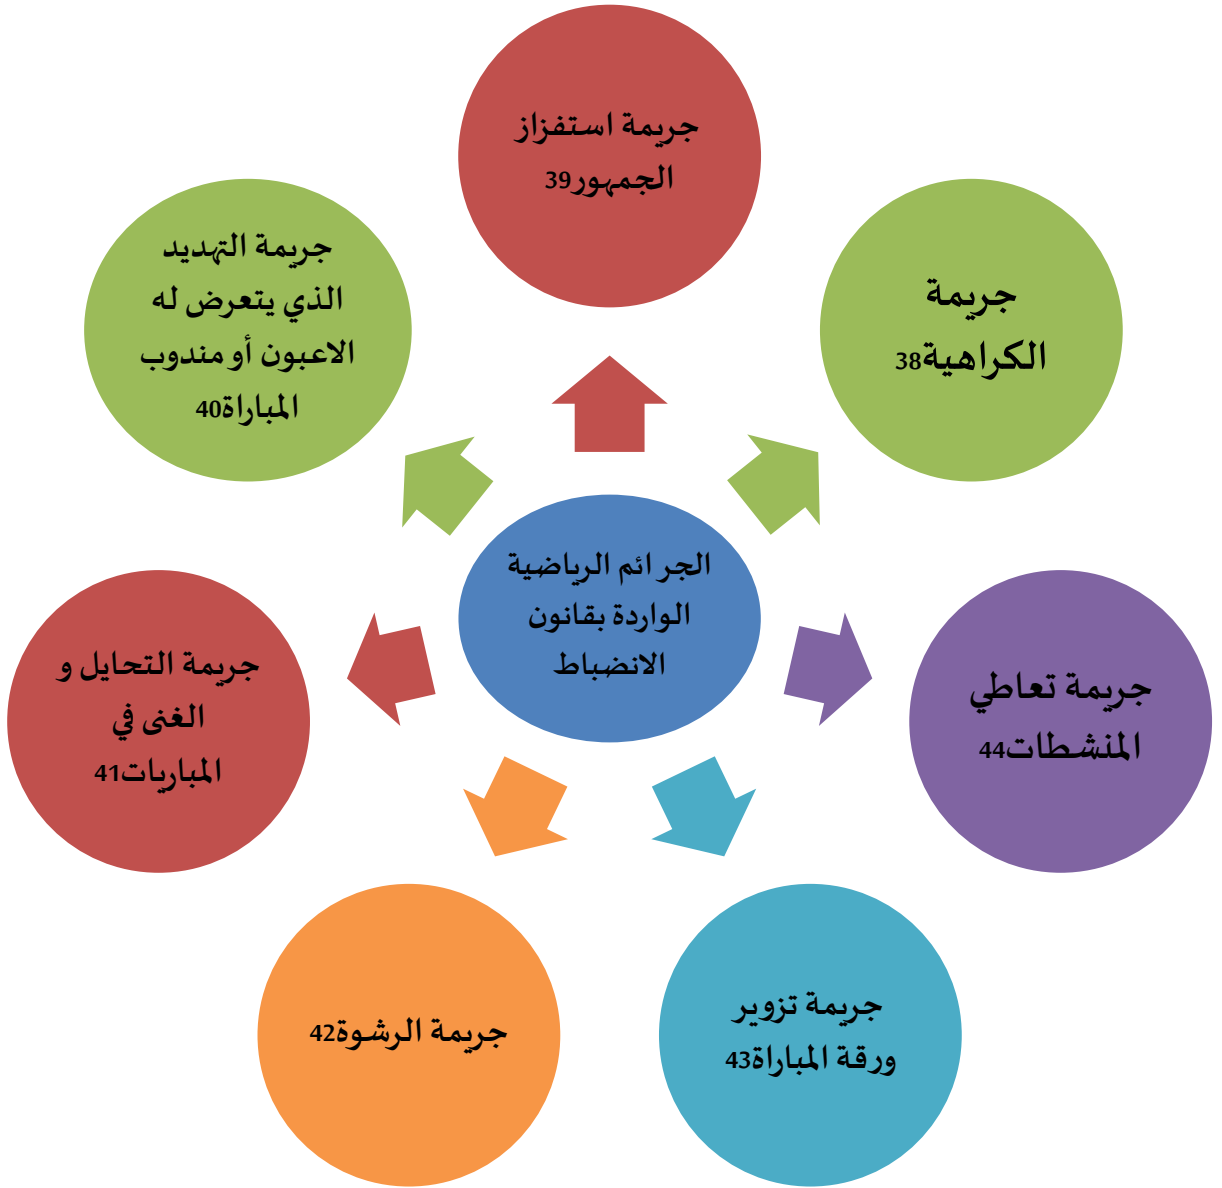 جريمة استفزاز
الجمهور39
جريمة
الكراهية38
جريمة التهديد
الذي يتعرض له
الاعبون أو مندوب
المباراة40
الجرائم الرياضية
الواردة بقانون
الانضباط
جريمة تعاطي
المنشطات44
جريمة التحايل و
الغنى في
المباريات41
جريمة تزوير
ورقة المباراة43
جريمة الرشوة42